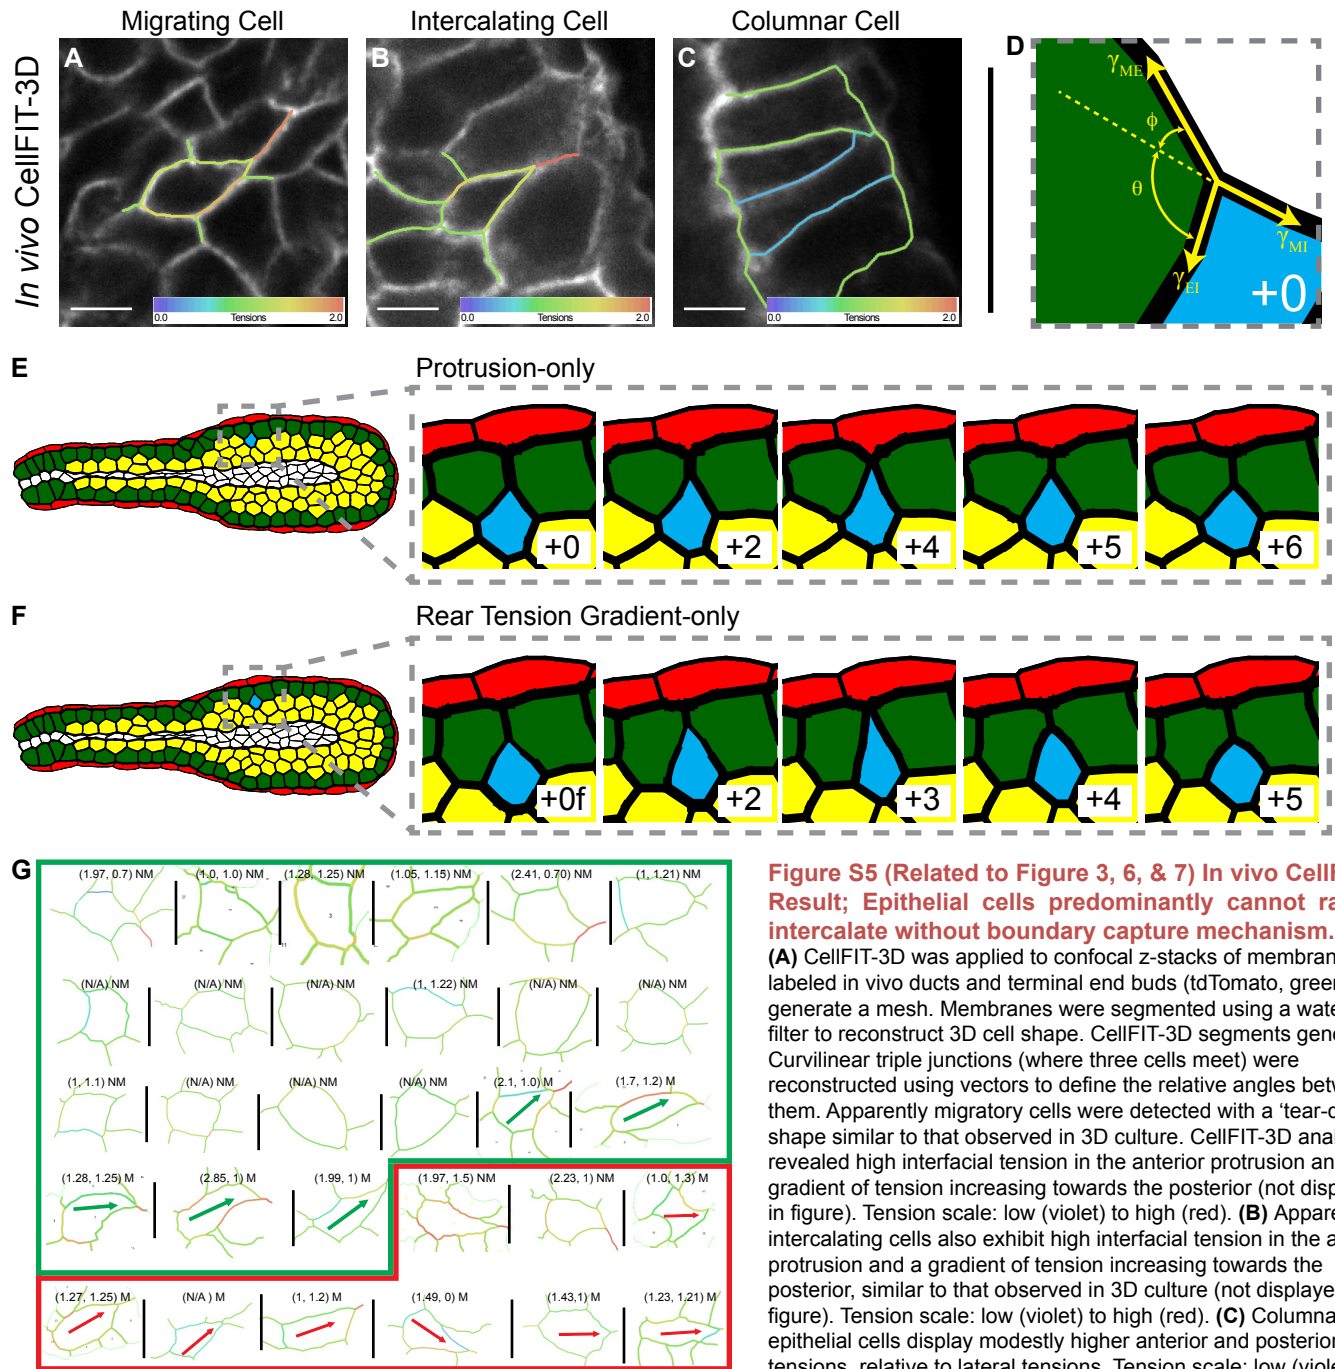 Migrating Cell
Intercalating Cell
Columnar Cell
In vivo CellFIT-3D
A
B
C
D
0.0 Tensions 2.0
0.0 Tensions 2.0
0.0 Tensions 2.0
γME
ϕ
θ
γMI
γEI
+0
E
Protrusion-only
+0
+2
+4
+5
+6
F
Rear Tension Gradient-only
+0f
+2
+3
+4
+5
G
(1.97, 0.7) NM
(1.0, 1.0) NM
(1.28, 1.25) NM
(1.05, 1.15) NM
(2.41, 0.70) NM
(1, 1.21) NM
(N/A) NM
(N/A) NM
(N/A) NM
(1, 1.22) NM
(N/A) NM
(N/A) NM
(1, 1.1) NM
(N/A) NM
(N/A) NM
(N/A) NM
(2.1, 1.0) M
(1.7, 1.2) M
(1.28, 1.25) M
(2.85, 1) M
(1.99, 1) M
(1.97, 1.5) NM
(2.23, 1) NM
(1.0, 1.3) M
(1.27, 1.25) M
(N/A ) M
(1, 1.2) M
(1.49, 0) M
(1.43,1) M
(1.23, 1.21) M
Figure S5 (Related to Figure 3, 6, & 7) In vivo CellF
Result; Epithelial cells predominantly cannot ra
intercalate without boundary capture mechanism.
(A) CellFIT-3D was applied to confocal z-stacks of membran
labeled in vivo ducts and terminal end buds (tdTomato, green
generate a mesh. Membranes were segmented using a wate
filter to reconstruct 3D cell shape. CellFIT-3D segments gene
Curvilinear triple junctions (where three cells meet) were
reconstructed using vectors to define the relative angles betw
them. Apparently migratory cells were detected with a ‘tear-d
shape similar to that observed in 3D culture. CellFIT-3D anal
revealed high interfacial tension in the anterior protrusion an
gradient of tension increasing towards the posterior (not disp
in figure). Tension scale: low (violet) to high (red). (B) Appare
intercalating cells also exhibit high interfacial tension in the a
protrusion and a gradient of tension increasing towards the
posterior, similar to that observed in 3D culture (not displaye
figure). Tension scale: low (violet) to high (red). (C) Columna
epithelial cells display modestly higher anterior and posterior
tensions, relative to lateral tensions. Tension scale: low (viole